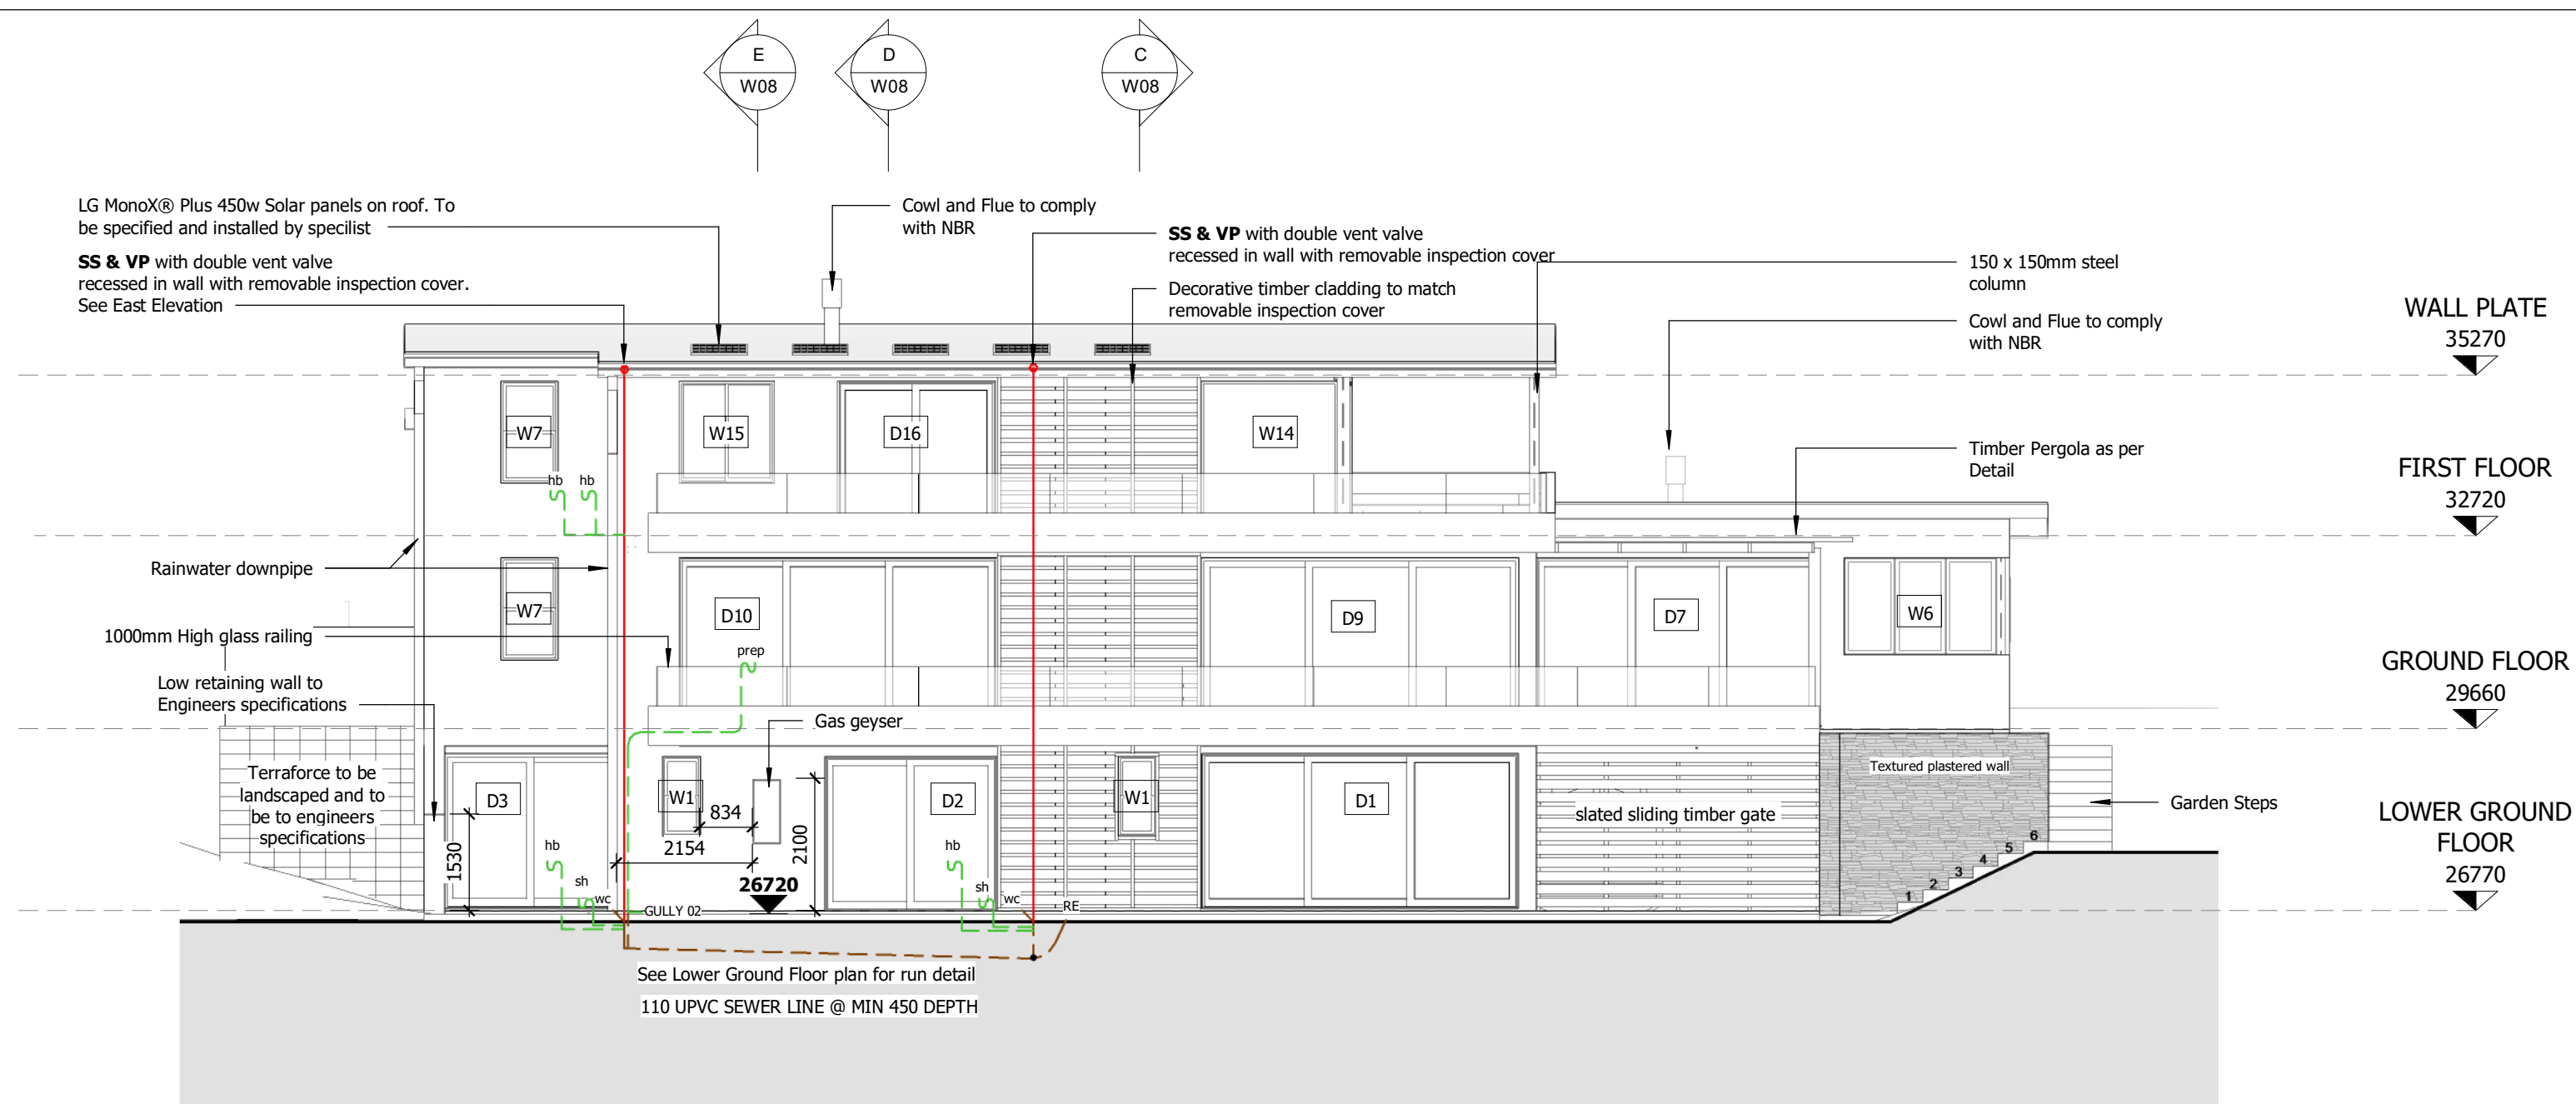 E
W08
D
W08
C
W08
LG MonoX® Plus 450w Solar panels on roof. To
be specified and installed by specilist
SS & VP with double vent valve
recessed in wall with removable inspection cover.
See East Elevation
Cowl and Flue to comply
with NBR
SS & VP with double vent valve
recessed in wall with removable inspection cover
Decorative timber cladding to match
removable inspection cover
150 x 150mm steel
column
Cowl and Flue to comply
with NBR
WALL PLATE
35270
W7
W15
D16
W14
Timber Pergola as per
Detail
FIRST FLOOR
32720
hb
hb
Rainwater downpipe
W7
D10
D9
D7
W6
1000mm High glass railing
prep
GROUND FLOOR
29660
Low retaining wall to
Engineers specifications
Gas geyser
Terraforce to be
landscaped and to
be to engineers
specifications
D3
W1
834
2154
2100
1530
D2
W1
D1
slated sliding timber gate
Textured plastered wall
Garden Steps
LOWER GROUND
FLOOR
26770
hb
sh
wc
GULLY 02
26720
hb
sh
wc
RE
1
2
3
4
5
6
See Lower Ground Floor plan for run detail
110 UPVC SEWER LINE @ MIN 450 DEPTH